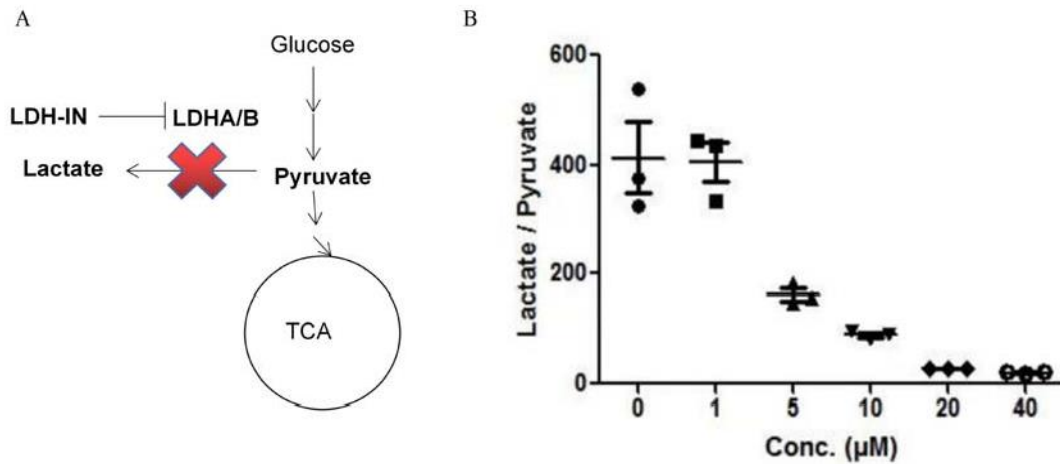 A
Glucose
LDH-IN LDHA/B
Lactate Pyruvate
TCA
B
Lactate / Pyruvate
600
400
200
0
0 1 5 10 20 40
Conc. (μM)